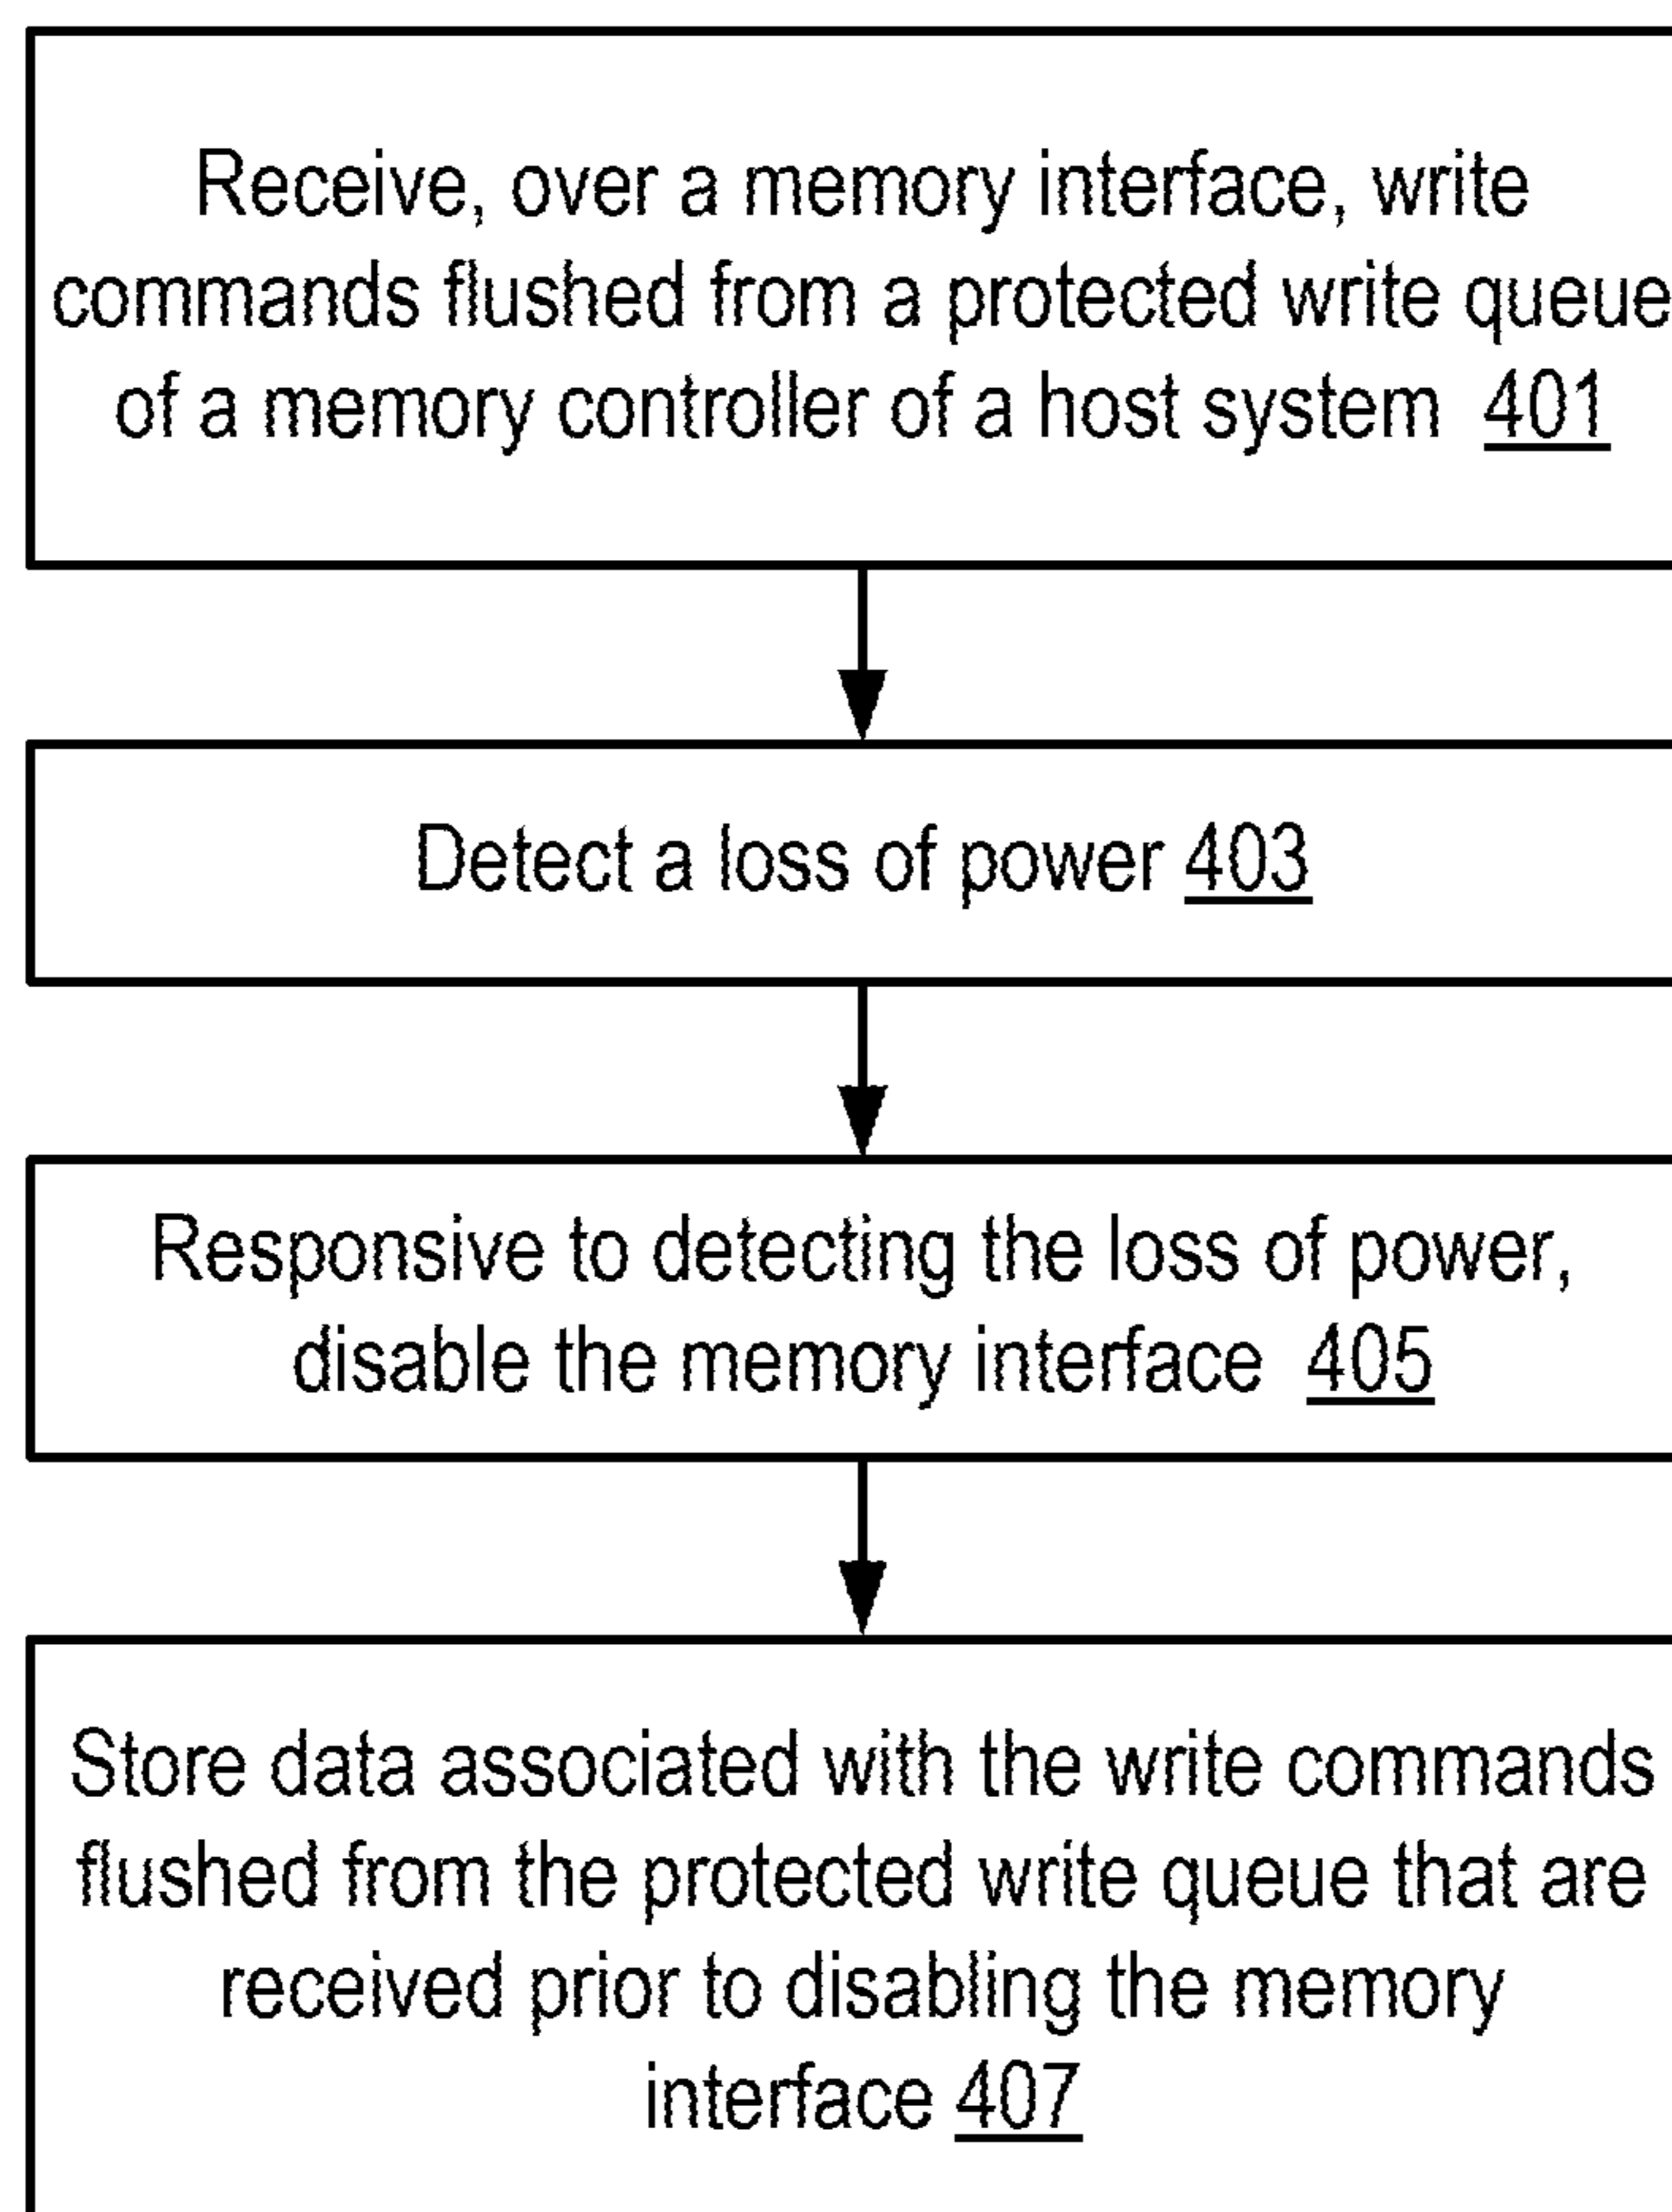 Receive, over a memory interface, write
commands flushed from a protected write queue
of a memory controller of a host system 401
Detect a loss of power 403
Responsive to detecting the loss of power,
disable the memory interface 405
Store data associated with the write commands
flushed from the protected write queue that are
received prior to disabling the memory
interface 407